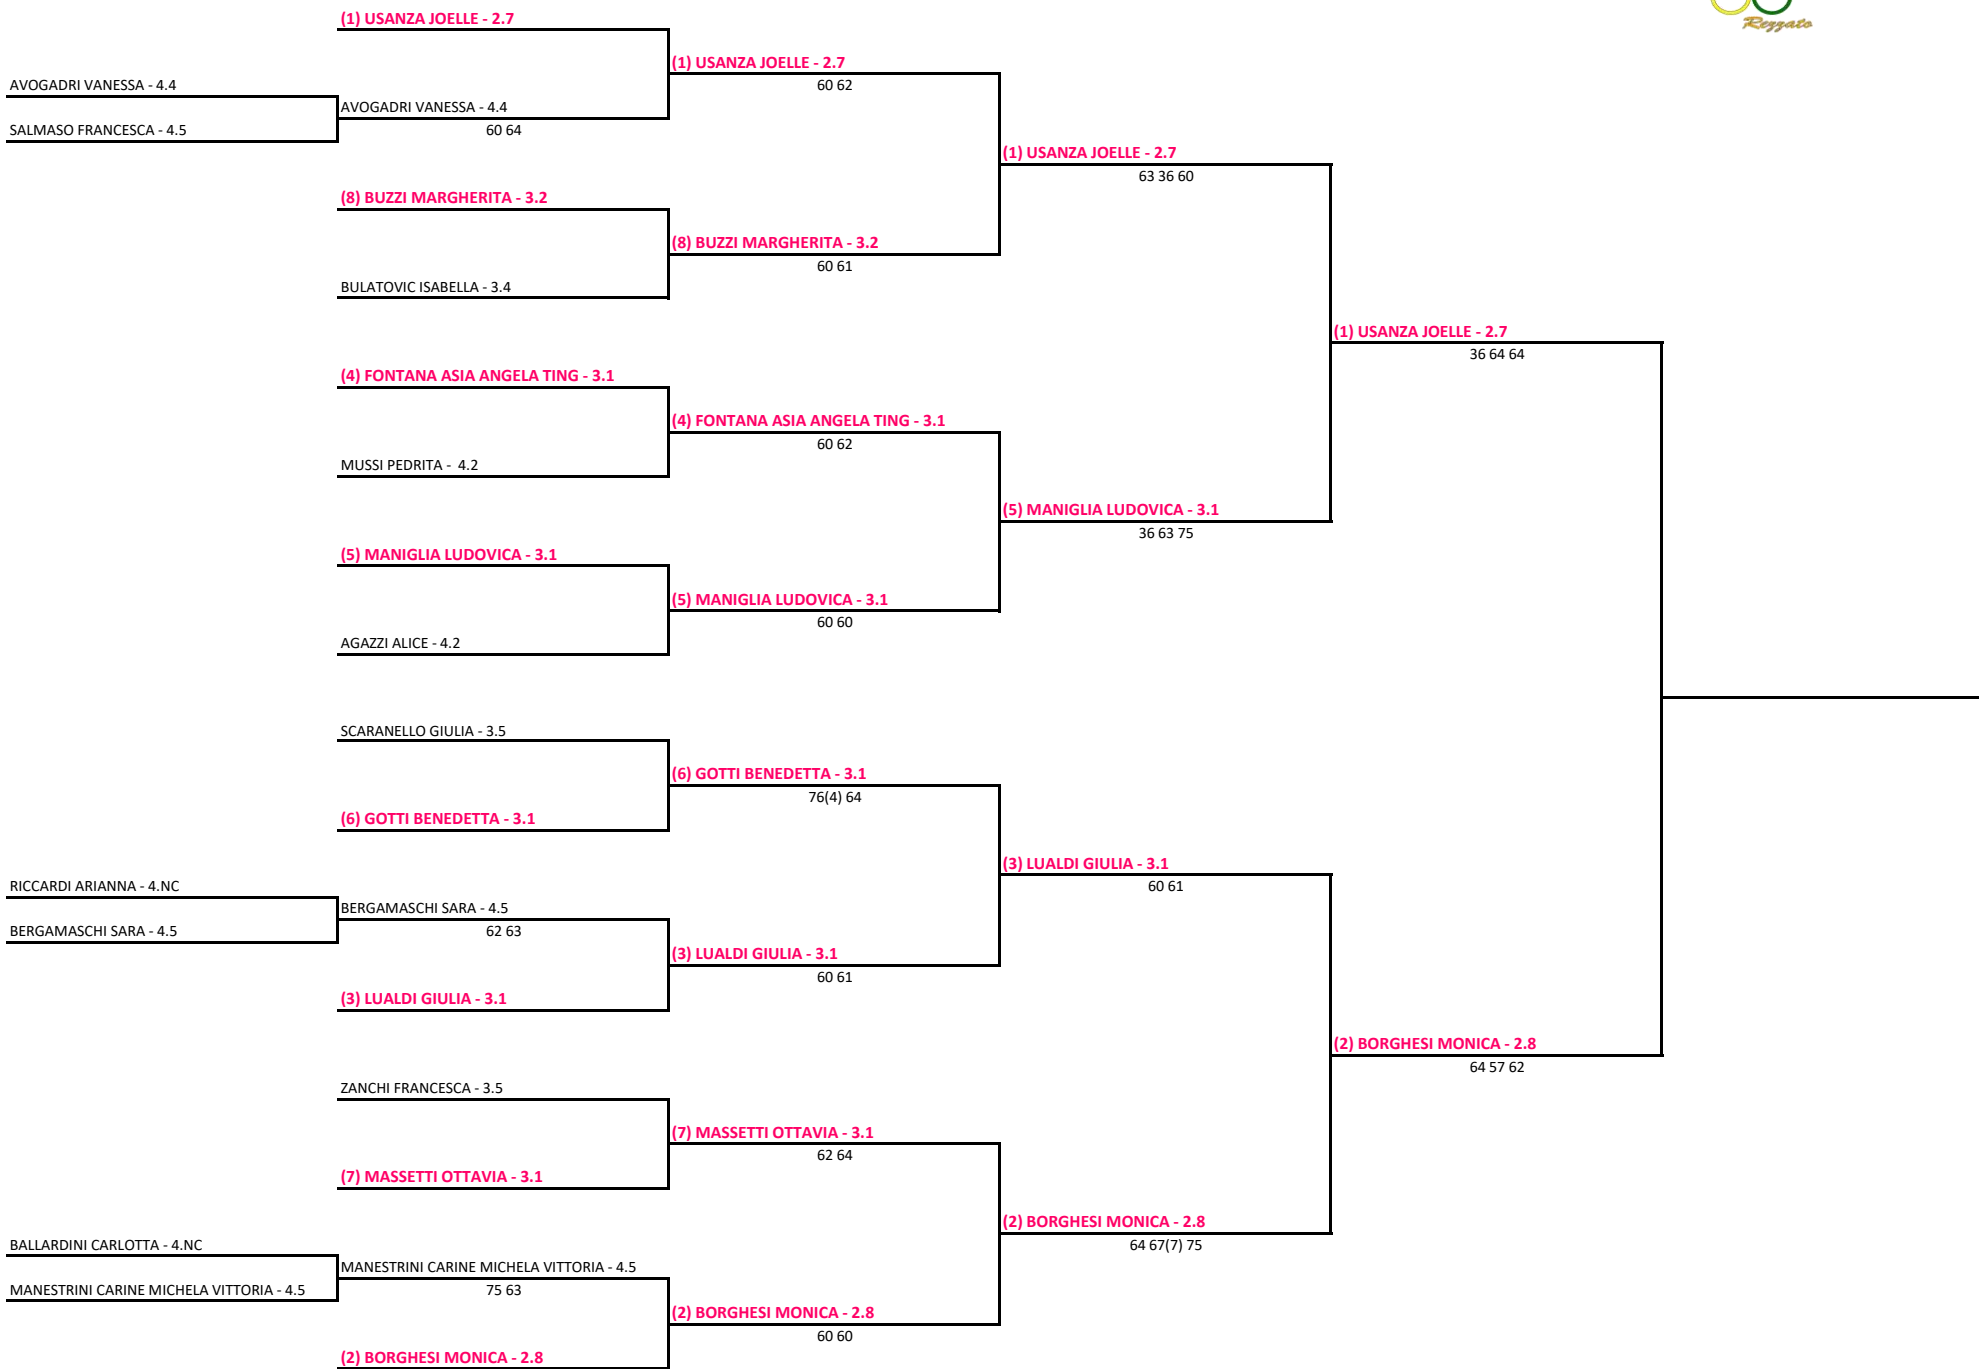 Rezzato
(1) USANZA JOELLE - 2.7
(1) USANZA JOELLE - 2.7
60 62
AVOGADRI VANESSA - 4.4
AVOGADRI VANESSA - 4.4
60 64
SALMASO FRANCESCA - 4.5
(1) USANZA JOELLE - 2.7
63 36 60
(8) BUZZI MARGHERITA - 3.2
(8) BUZZI MARGHERITA - 3.2
60 61
BULATOVIC ISABELLA - 3.4
(1) USANZA JOELLE - 2.7
36 64 64
(4) FONTANA ASIA ANGELA TING - 3.1
(4) FONTANA ASIA ANGELA TING - 3.1
60 62
MUSSI PEDRITA -  4.2
(5) MANIGLIA LUDOVICA - 3.1
36 63 75
(5) MANIGLIA LUDOVICA - 3.1
(5) MANIGLIA LUDOVICA - 3.1
60 60
AGAZZI ALICE - 4.2
SCARANELLO GIULIA - 3.5
(6) GOTTI BENEDETTA - 3.1
76(4) 64
(6) GOTTI BENEDETTA - 3.1
(3) LUALDI GIULIA - 3.1
60 61
RICCARDI ARIANNA - 4.NC
BERGAMASCHI SARA - 4.5
62 63
BERGAMASCHI SARA - 4.5
(3) LUALDI GIULIA - 3.1
60 61
(3) LUALDI GIULIA - 3.1
(2) BORGHESI MONICA - 2.8
64 57 62
ZANCHI FRANCESCA - 3.5
(7) MASSETTI OTTAVIA - 3.1
62 64
(7) MASSETTI OTTAVIA - 3.1
(2) BORGHESI MONICA - 2.8
64 67(7) 75
BALLARDINI CARLOTTA - 4.NC
MANESTRINI CARINE MICHELA VITTORIA - 4.5
75 63
MANESTRINI CARINE MICHELA VITTORIA - 4.5
(2) BORGHESI MONICA - 2.8
60 60
(2) BORGHESI MONICA - 2.8